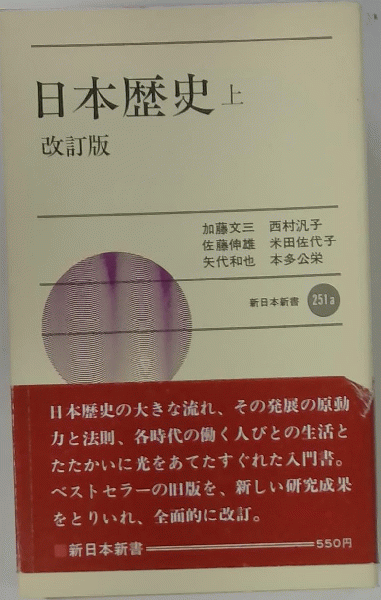 日本歴史 上
改訂版
加藤文三 西村汎子
佐藤伸雄 米田佐代子
矢代和也 本多公栄
新日本新書 251a
日本歴史の大きな流れ、その発展の原動
力と法則、各時代の働く人びとの生活と
たたかいに光をあてたすぐれた入門書。
ベストセラーの旧版を、新しい研究成果
をとりいれ、全面的に改訂。
新日本新書 550円